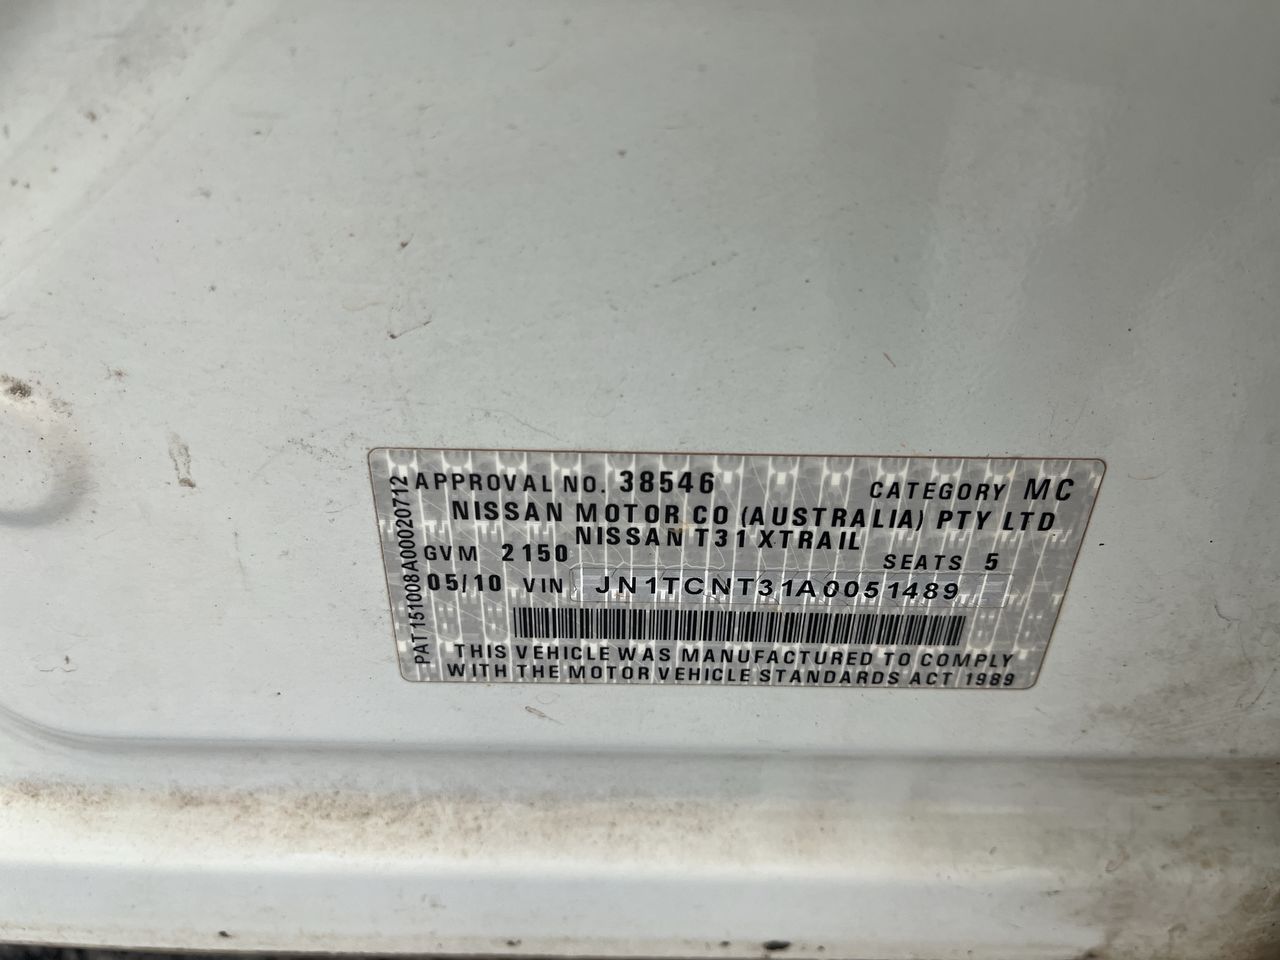 APPROVAL NO. 38546 CATEGORY MC
NISSAN MOTOR CO (AUSTRALIA) PTY LTD
NISSAN T31 XTRAIL
GVM 2150 SEATS 5
05/10 VIN JN1TCNT31A0051489
THIS VEHICLE WAS MANUFACTURED TO COMPLY
WITH THE MOTOR VEHICLE STANDARDS ACT 1989
PAT 151008A00020712